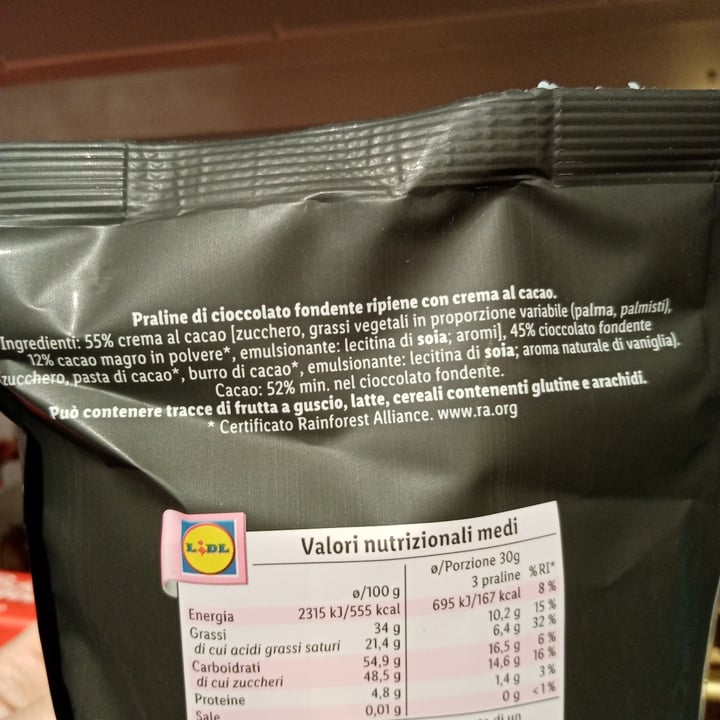 Praline di cioccolato fondente ripiene con crema al cacao.
Ingredienti: 55% crema al cacao [zucchero, grassi vegetali in proporzione variabile (palma, palmisti),
12% cacao magro in polvere*, emulsionante: lecitina di soia; aromi], 45% cioccolato fondente
zucchero, pasta di cacao*, burro di cacao*, emulsionante: lecitina di soia; aroma naturale di vaniglia).
Cacao: 52% min. nel cioccolato fondente.
Può contenere tracce di frutta a guscio, latte, cereali contenenti glutine e arachidi.
* Certificato Rainforest Alliance. www.ra.org
LIDL
Valori nutrizionali medi
ø/100 g ø/Porzione 30g
3 praline %RI*
Energia 2315 kJ/555 kcal 695 kJ/167 kcal 8 %
Grassi 34 g 10,2 g 15 %
di cui acidi grassi saturi 21,4 g 6,4 g 32 %
Carboidrati 54,9 g 16,5 g 6 %
di cui zuccheri 48,5 g 14,6 g 16 %
Proteine 4,8 g 1,4 g 3 %
Sale 0,01 g 0 g <1%
di un